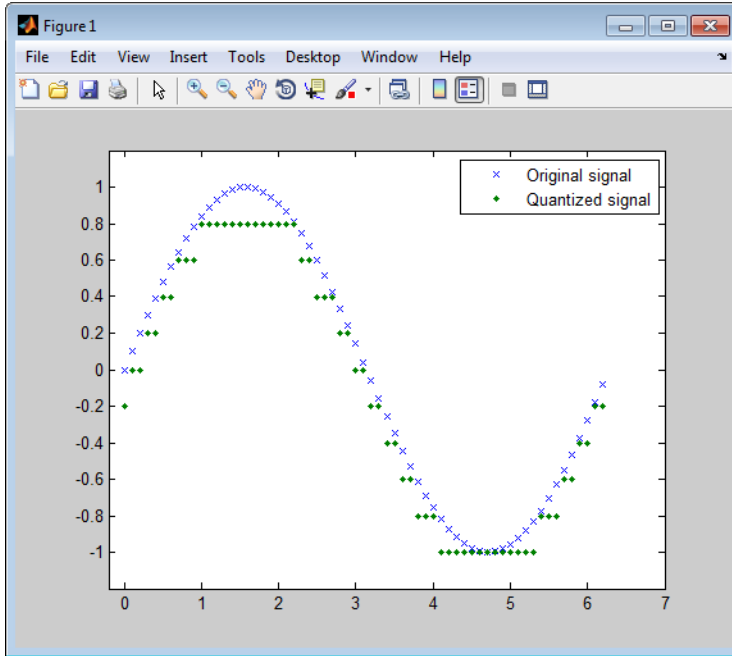 Figure 1
File Edit View Insert Tools Desktop Window Help
Original signal
Quantized signal
1
0.8
0.6
0.4
0.2
0
-0.2
-0.4
-0.6
-0.8
-1
0 1 2 3 4 5 6 7